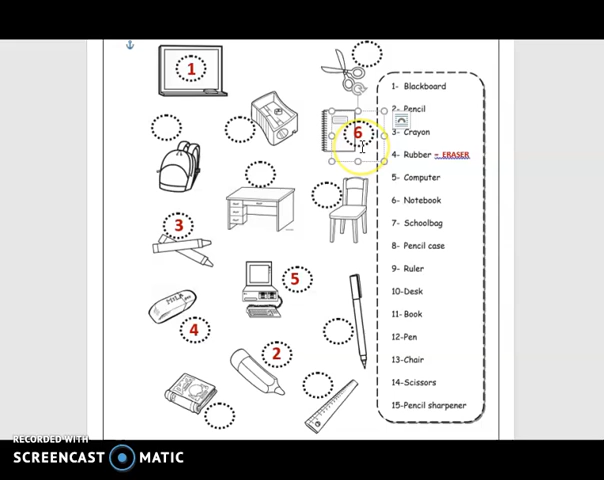 1
6
3
5
MILK
4
2
1- Blackboard
2- Pencil
3- Crayon
4- Rubber - ERASER
5- Computer
6- Notebook
7- Schoolbag
8- Pencil case
9- Ruler
10-Desk
11- Book
12-Pen
13-Chair
14-Scissors
15-Pencil sharpener
RECORDED WITH
SCREENCAST MATIC